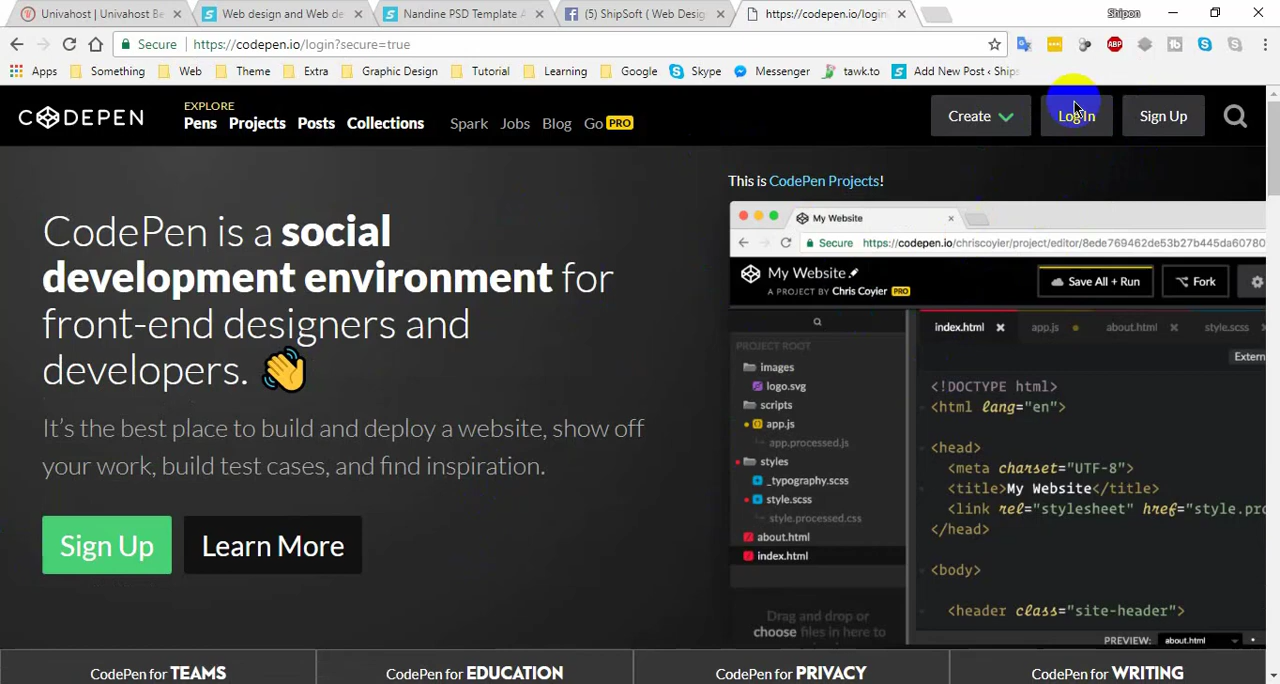 Univahost | Univahost Be
Web design and Web de
Nandine PSD Template A
(5) ShipSoft ( Web Desig
https://codepen.io/login
Shipon
Secure https://codepen.io/login?secure=true
Apps Something Web Theme Extra Graphic Design Tutorial Learning Google Skype Messenger tawk.to Add New Post ‹ Ships
CODEPEN
EXPLORE
Pens Projects Posts Collections Spark Jobs Blog Go PRO
Create Log In Sign Up
This is CodePen Projects!
CodePen is a social
development environment for
front-end designers and
developers.
It's the best place to build and deploy a website, show off
your work, build test cases, and find inspiration.
Sign Up Learn More
My Website
Secure https://codepen.io/chriscoyier/project/editor/8ede769462de53b27b445da60780
My Website
A PROJECT BY Chris Coyier PRO
Save All + Run Fork
index.html app.js about.html style.scss
PROJECT ROOT
images
logo.svg
scripts
app.js
app.processed.js
styles
_typography.scss
style.scss
style.processed.css
about.html
index.html
Drag and drop or
choose files in here to
Extern
<!DOCTYPE html>
<html lang="en">
<head>
<meta charset="UTF-8">
<title>My Website</title>
<link rel="stylesheet" href="style.pro
</head>
<body>
<header class="site-header">
PREVIEW: about.html
CodePen for TEAMS
CodePen for EDUCATION
CodePen for PRIVACY
CodePen for WRITING